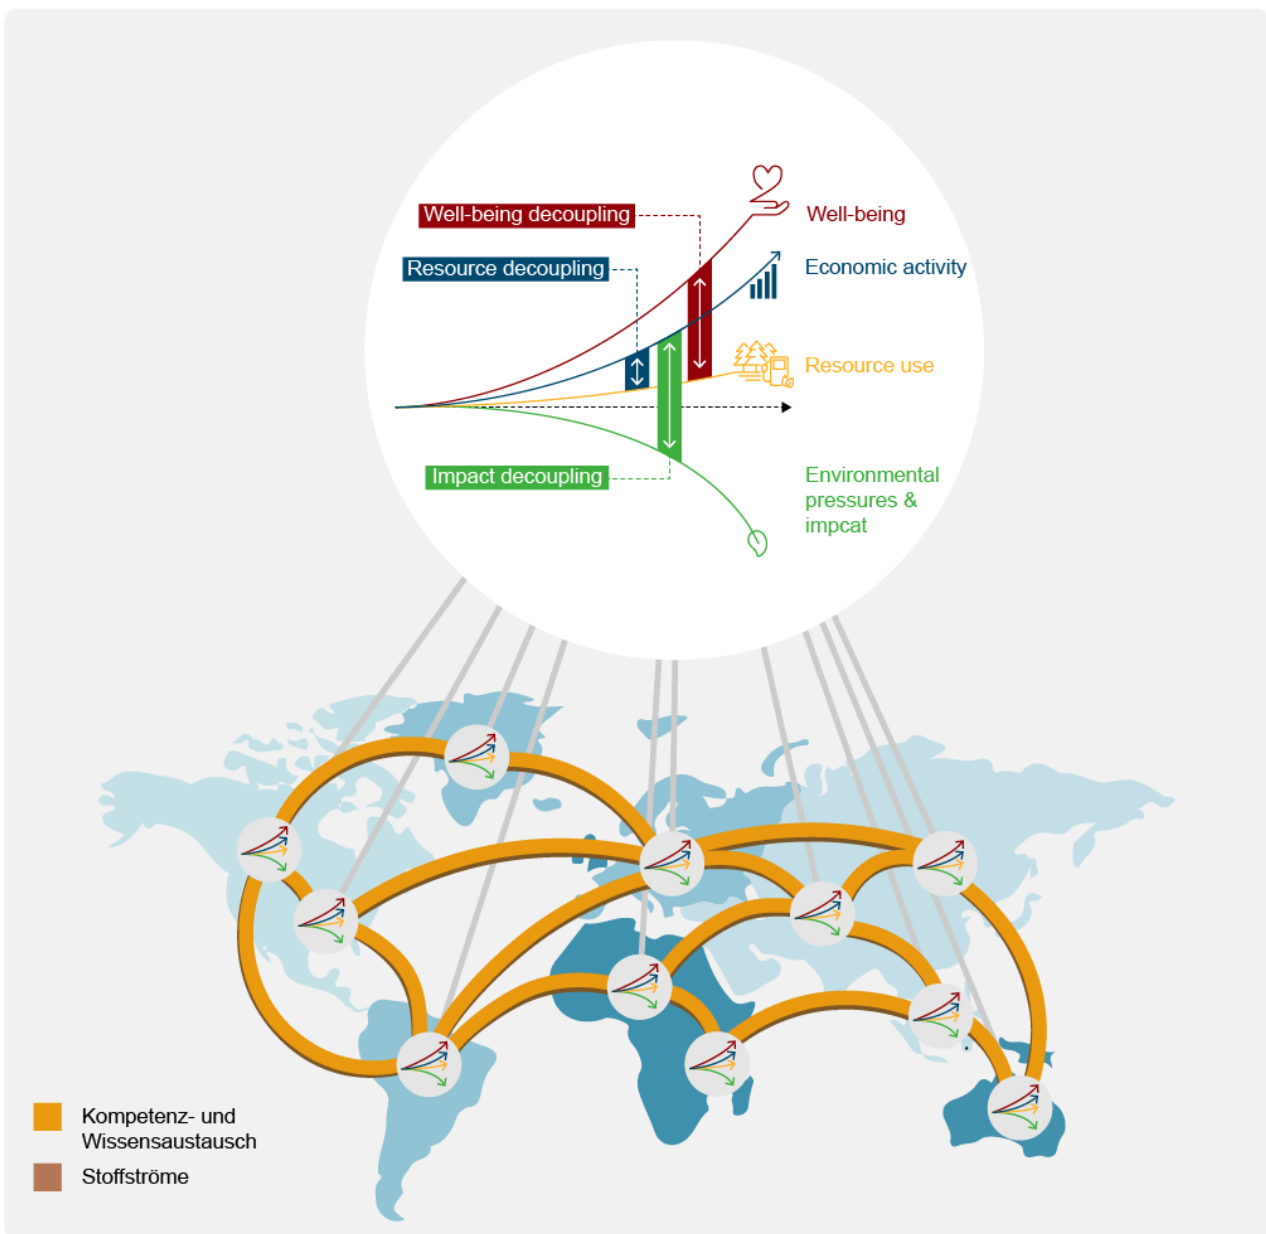 Well-being decoupling
Well-being
Resource decoupling
Economic activity
Resource use
Impact decoupling
Environmental
pressures &
impcat
Kompetenz- und
Wissensaustausch
Stoffströme